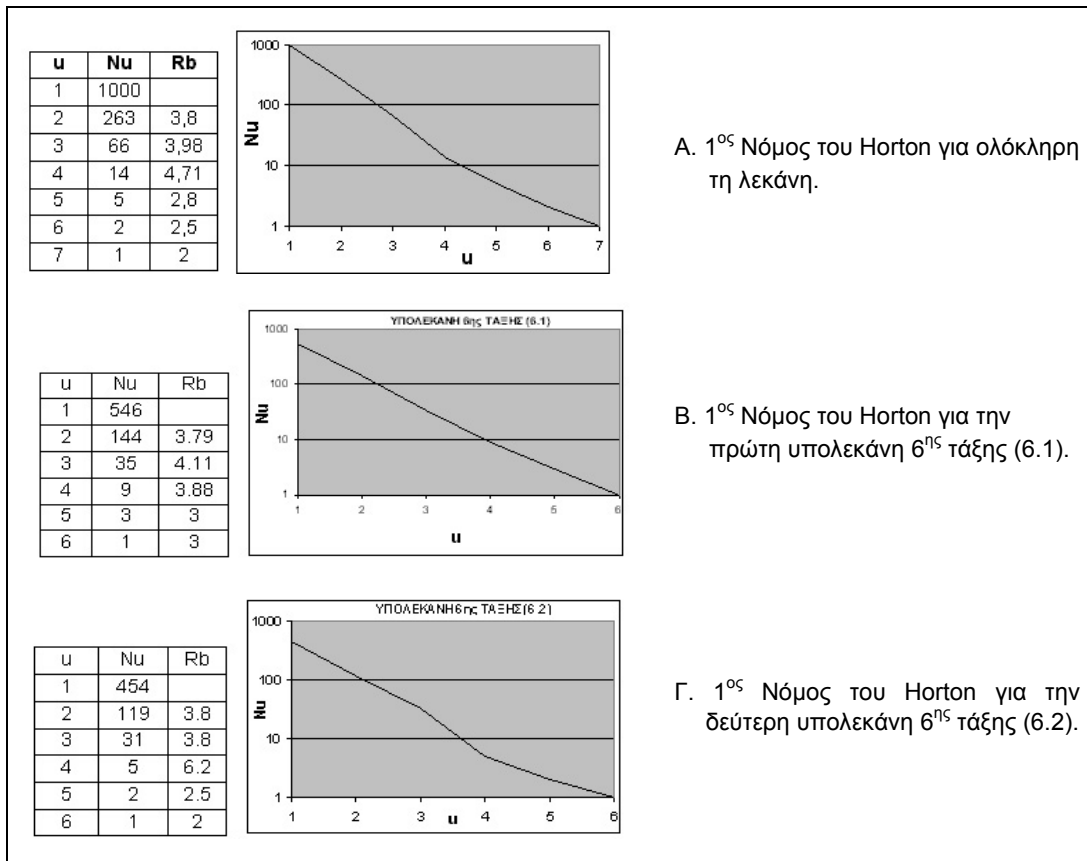 u Nu Rb
1 1000
2 263 3,8
3 66 3,98
4 14 4,71
5 5 2,8
6 2 2,5
7 1 2
1000
100
10
1
Nu
1 2 3 4 5 6 7
u
Α. 1ος Νόμος του Horton για ολόκληρη
τη λεκάνη.
u Nu Rb
1 546
2 144 3.79
3 35 4.11
4 9 3.88
5 3 3
6 1 3
ΥΠΟΛΕΚΑΝΗ 6ης ΤΑΞΗΣ (6.1)
1000
100
10
1
Nu
1 2 3 4 5 6
u
Β. 1ος Νόμος του Horton για την
πρώτη υπολεκάνη 6ης τάξης (6.1).
u Nu Rb
1 454
2 119 3.8
3 31 3.8
4 5 6.2
5 2 2.5
6 1 2
ΥΠΟΛΕΚΑΝΗ 6ης ΤΑΞΗΣ (6.2)
1000
100
10
1
Nu
1 2 3 4 5 6
u
Γ. 1ος Νόμος του Horton για την
δεύτερη υπολεκάνη 6ης τάξης (6.2).